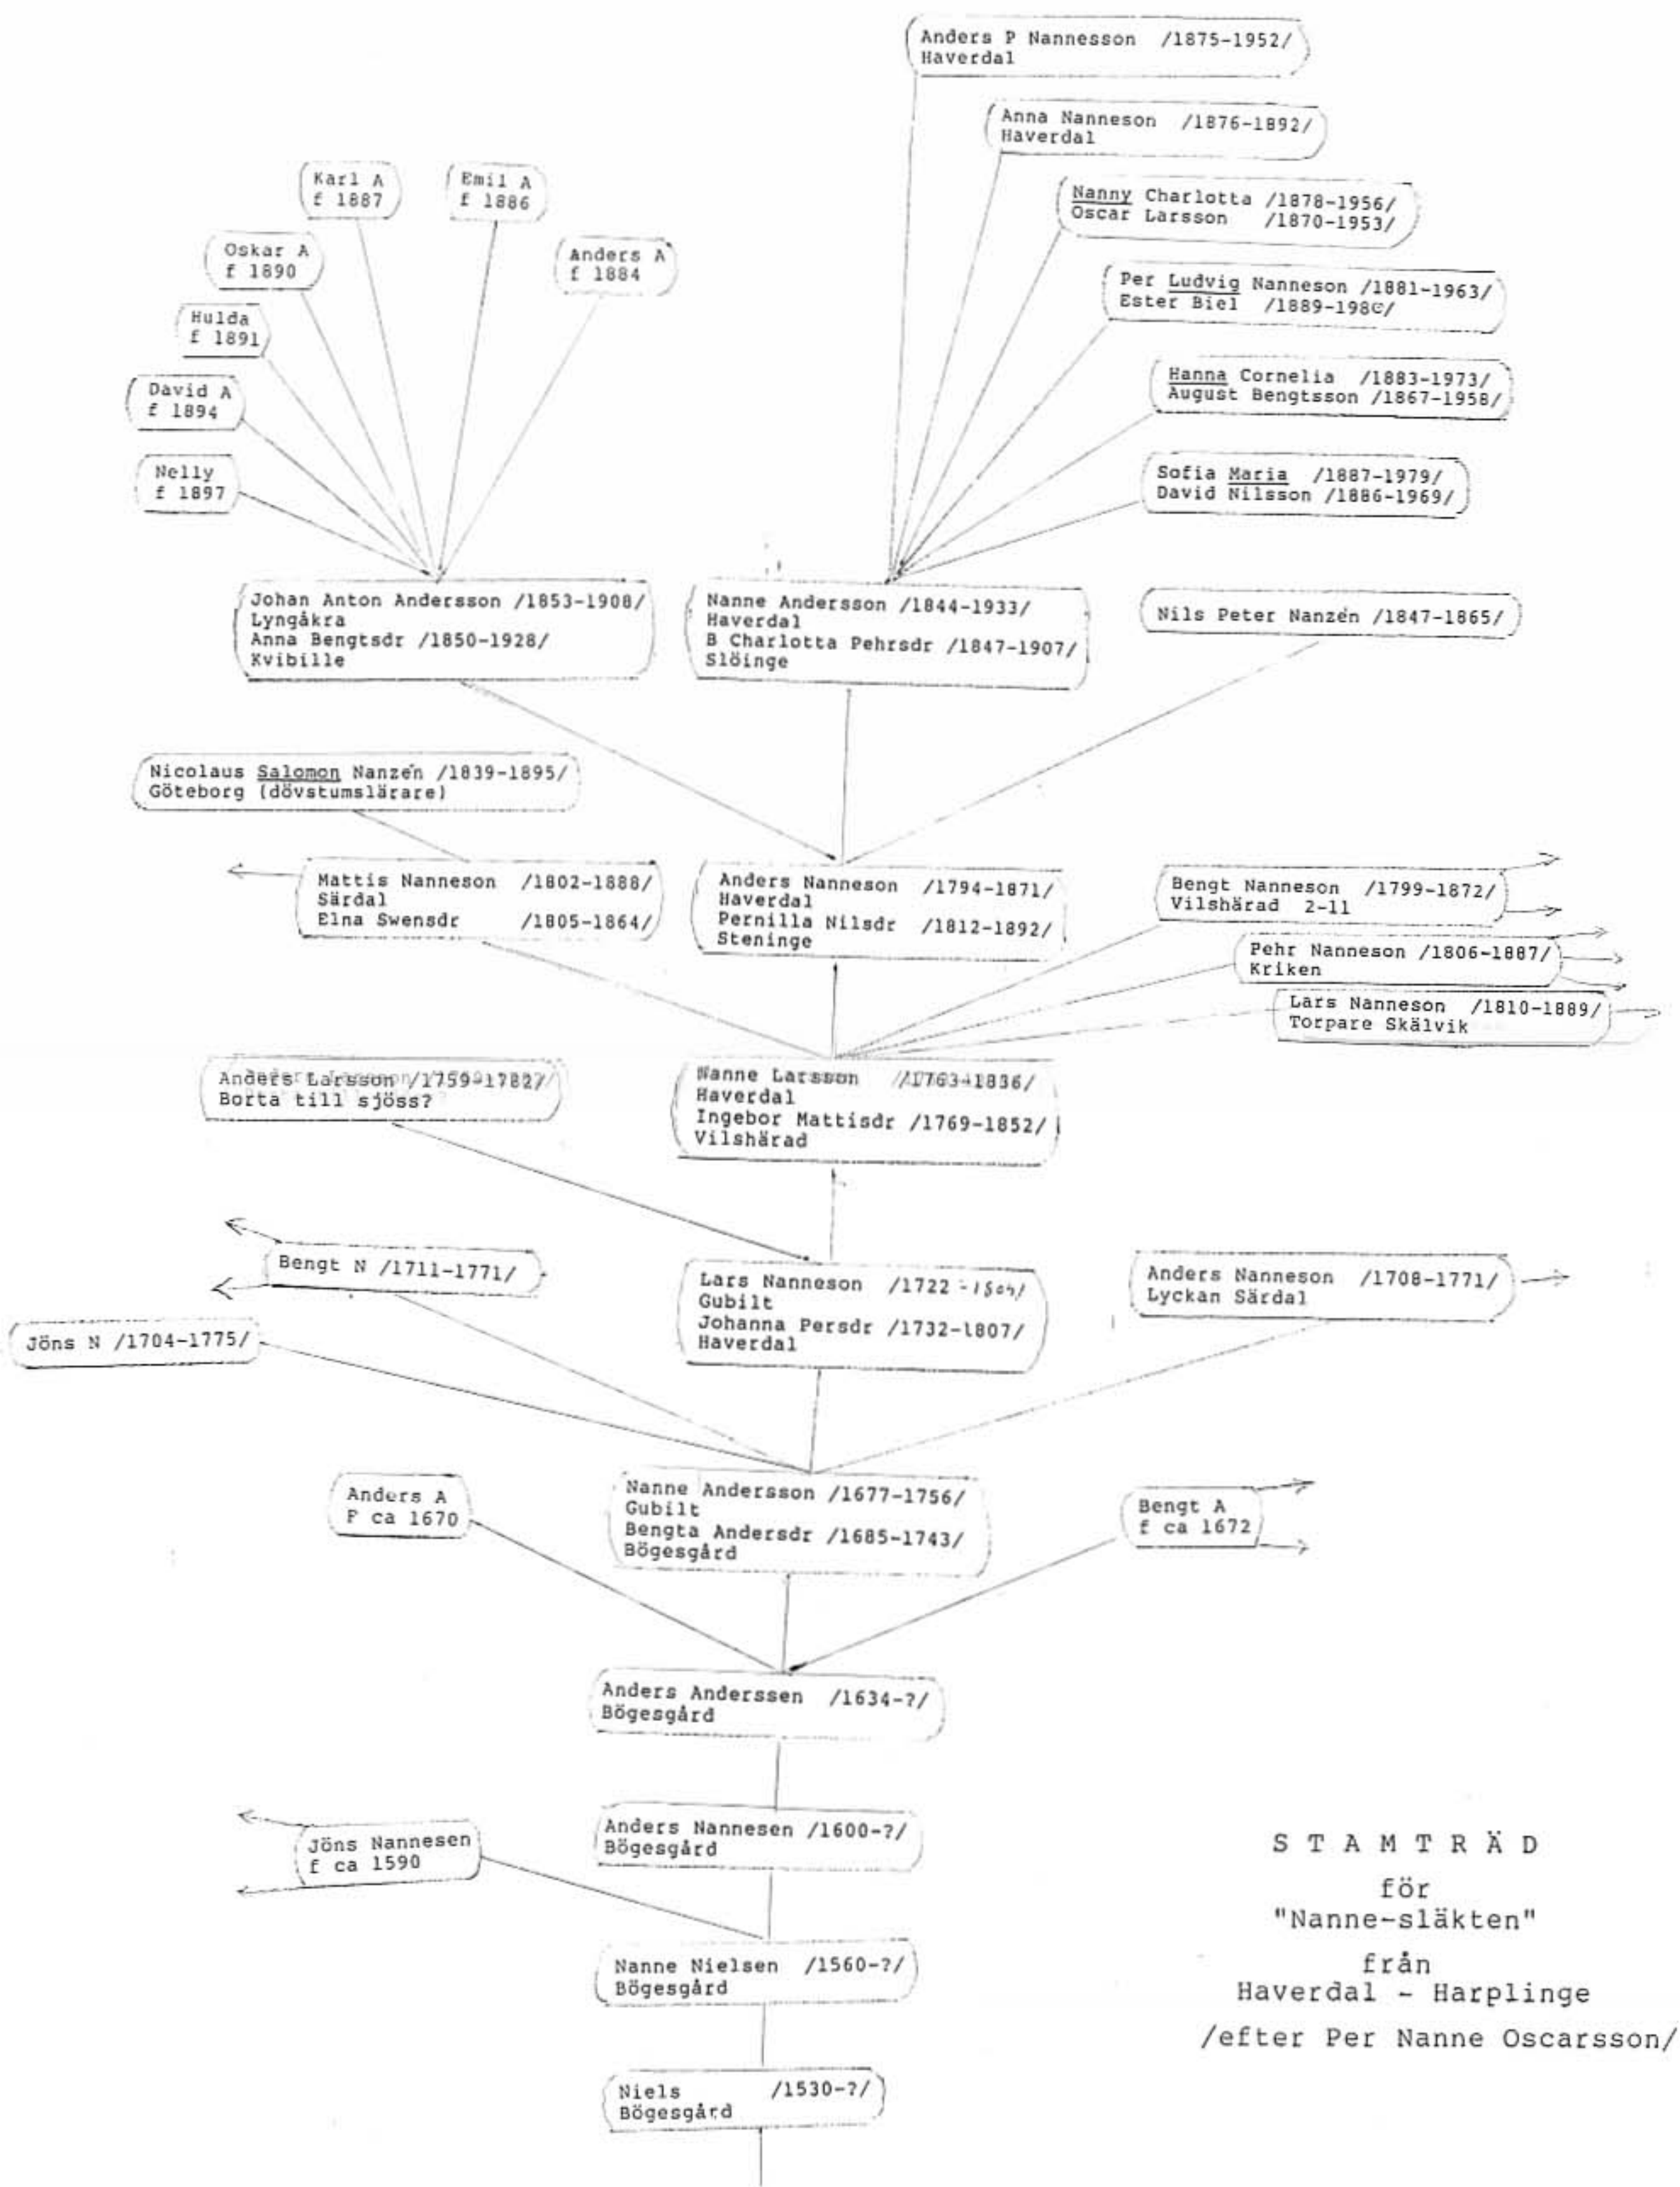 Anders P Nannesson /1875-1952/
Haverdal
Anna Nanneson /1876-1892/
Haverdal
Karl A
f 1887
Emil A
f 1886
Nanny Charlotta /1878-1956/
Oscar Larsson /1870-1953/
Oskar A
f 1890
Anders A
f 1884
Per Ludvig Nanneson /1881-1963/
Ester Biel /1889-
Hulda
f 1891
Hanna Cornelia /1883-1973/
August Bengtsson /1867-1958/
David A
f 1894
Nelly
f 1897
Sofia Maria /1887-1979/
David Nilsson /1886-1969/
Johan Anton Andersson /1853-1908/
Lyngåkra
Anna Bengtsdr /1850-1928/
Kvibille
Nanne Andersson /1844-1933/
Haverdal
B Charlotta Pehrsdr /1847-1907/
Slöinge
Nils Peter Nanzén /1847-1865/
Nicolaus Salomon Nanzén /1839-1895/
Göteborg (dövstumslärare)
Mattis Nanneson /1802-1888/
Särdal
Elna Swensdr /1805-1864/
Anders Nanneson /1794-1871/
Haverdal
Pernilla Nilsdr /1812-1892/
Steninge
Bengt Nanneson /1799-1872/
Vilshärad 2-11
Pehr Nanneson /1806-1887/
Kriken
Lars Nanneson /1810-1889/
Torpare Skälvik
Anders Larsson /1759-1782/
Borta till sjöss?
Nanne Larsson /1763-1836/
Haverdal
Ingebor Mattisdr /1769-1852/
Vilshärad
Bengt N /1711-1771/
Jöns N /1704-1775/
Lars Nanneson /1722-1804/
Gubilt
Johanna Persdr /1732-1807/
Haverdal
Anders Nanneson /1708-1771/
Lyckan Särdal
Anders A
F ca 1670
Nanne Andersson /1677-1756/
Gubilt
Bengta Andersdr /1685-1743/
Bögesgård
Bengt A
f ca 1672
Anders Anderssen /1634-?/
Bögesgård
Jöns Nannesen
f ca 1590
Anders Nannesen /1600-?/
Bögesgård
Nanne Nielsen /1560-?/
Bögesgård
Niels /1530-?/
Bögesgård
S T A M T R Ä D
för
"Nanne-släkten"
från
Haverdal - Harplinge
/efter Per Nanne Oscarsson/